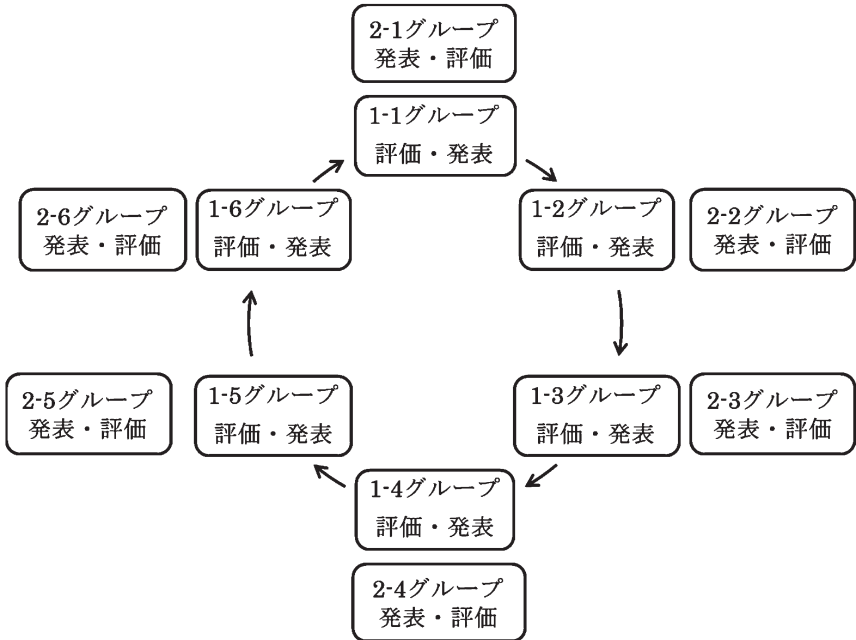 2-1グループ
発表・評価
1-1グループ
評価・発表
2-6グループ
発表・評価
1-6グループ
評価・発表
1-2グループ
評価・発表
2-2グループ
発表・評価
2-5グループ
発表・評価
1-5グループ
評価・発表
1-3グループ
評価・発表
2-3グループ
発表・評価
1-4グループ
評価・発表
2-4グループ
発表・評価